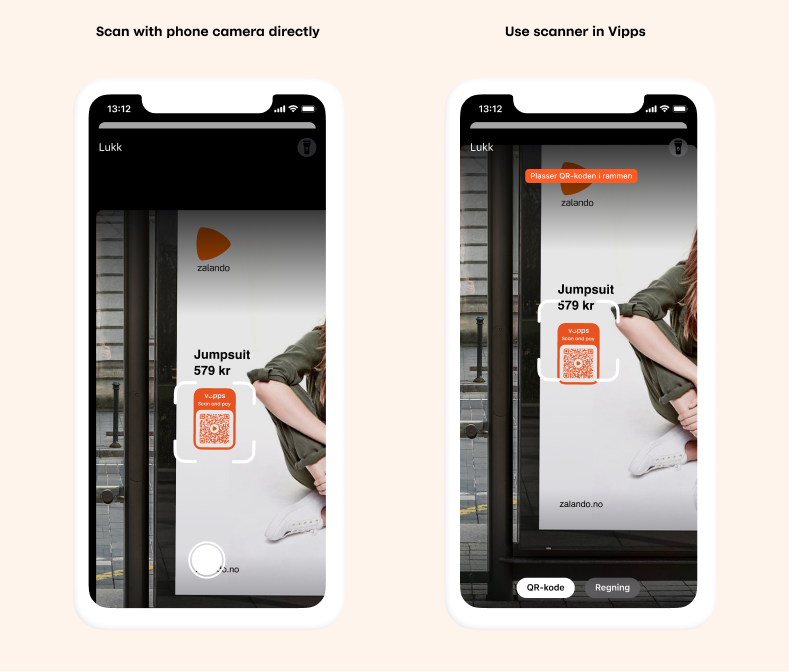 Scan with phone camera directly
Use scanner in Vipps
13:12
Lukk
zalando
Jumpsuit
579 kr
vipps
Scan and pay
do.no
13:12
Lukk
Plasser QR-koden i rammen
zalando
Jumpsuit
579 kr
vipps
Scan and pay
zalando.no
QR-kode
Regning